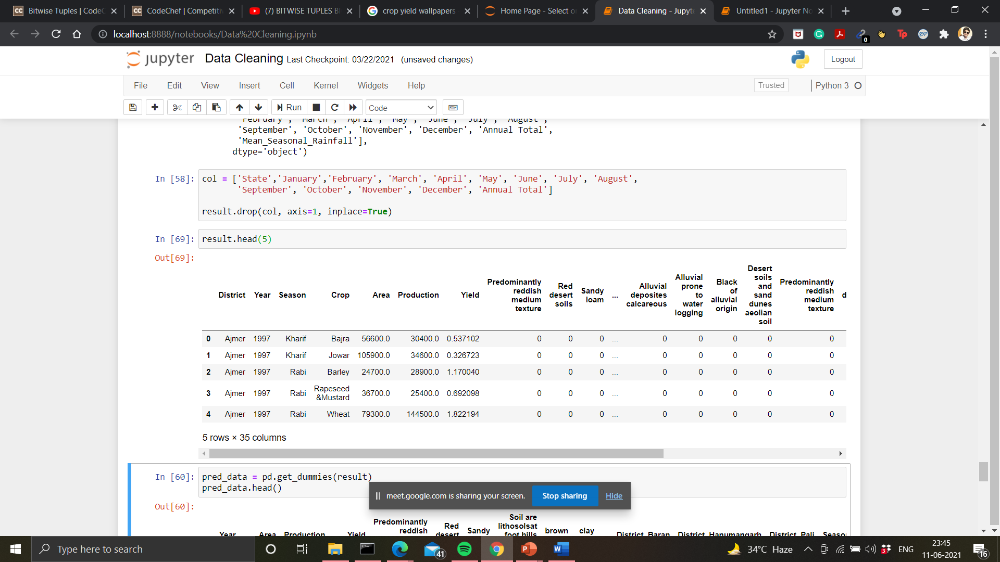 Bitwise Tuples | CodeC
CodeChef | Competitiv
(7) BITWISE TUPLES B
crop yield wallpapers
Home Page - Select o
Data Cleaning - Jupyte
Untitled1 - Jupyter No
localhost:8888/notebooks/Data%20Cleaning.ipynb
jupyter Data Cleaning Last Checkpoint: 03/22/2021 (unsaved changes)
Logout
File Edit View Insert Cell Kernel Widgets Help
Trusted
Python 3
Run
Code
'February', 'March', 'April', 'May', 'June', 'July', 'August',
'September', 'October', 'November', 'December', 'Annual Total',
'Mean_Seasonal_Rainfall'],
dtype='object')
In [58]: col = ['State','January','February', 'March', 'April', 'May', 'June', 'July', 'August',
'September', 'October', 'November', 'December', 'Annual Total']
result.drop(col, axis=1, inplace=True)
In [69]: result.head(5)
Out[69]:
District Year Season Crop Area Production Yield Predominantly reddish medium texture Red desert soils Sandy loam ... Alluvial deposites calcareous Alluvial prone to water logging Black of alluvial origin Desert soils and sand dunes aeolian soil Predominantly reddish medium texture d
0 Ajmer 1997 Kharif Bajra 56600.0 30400.0 0.537102 0 0 0 ... 0 0 0 0 0
1 Ajmer 1997 Kharif Jowar 105900.0 34600.0 0.326723 0 0 0 ... 0 0 0 0 0
2 Ajmer 1997 Rabi Barley 24700.0 28900.0 1.170040 0 0 0 ... 0 0 0 0 0
3 Ajmer 1997 Rabi Rapeseed &Mustard 36700.0 25400.0 0.692098 0 0 0 ... 0 0 0 0 0
4 Ajmer 1997 Rabi Wheat 79300.0 144500.0 1.822194 0 0 0 ... 0 0 0 0 0
5 rows × 35 columns
In [60]: pred_data = pd.get_dummies(result)
pred_data.head()
meet.google.com is sharing your screen. Stop sharing Hide
Out[60]:
Year Area Production Yield Predominantly reddish Red desert Sandy Soil are lithosolsat foot hills brown clay District_Baran District_Hanumangarh District_Pali Seaso
Type here to search
41
34°C Haze
ENG
23:45
11-06-2021
16